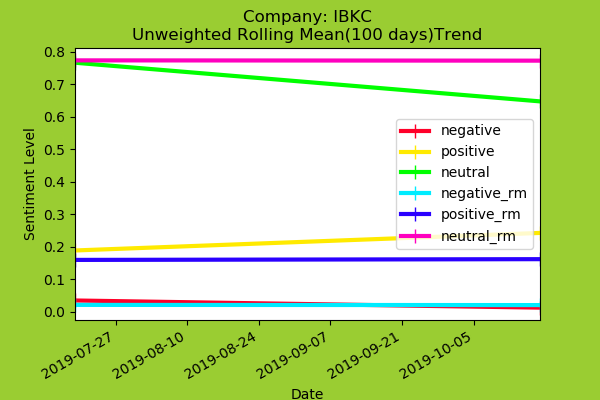 Company: IBKC
Unweighted Rolling Mean(100 days)Trend
Sentiment Level
0.8
0.7
0.6
0.5
0.4
0.3
0.2
0.1
0.0
negative
positive
neutral
negative_rm
positive_rm
neutral_rm
2019-07-27
2019-08-10
2019-08-24
2019-09-07
2019-09-21
2019-10-05
Date